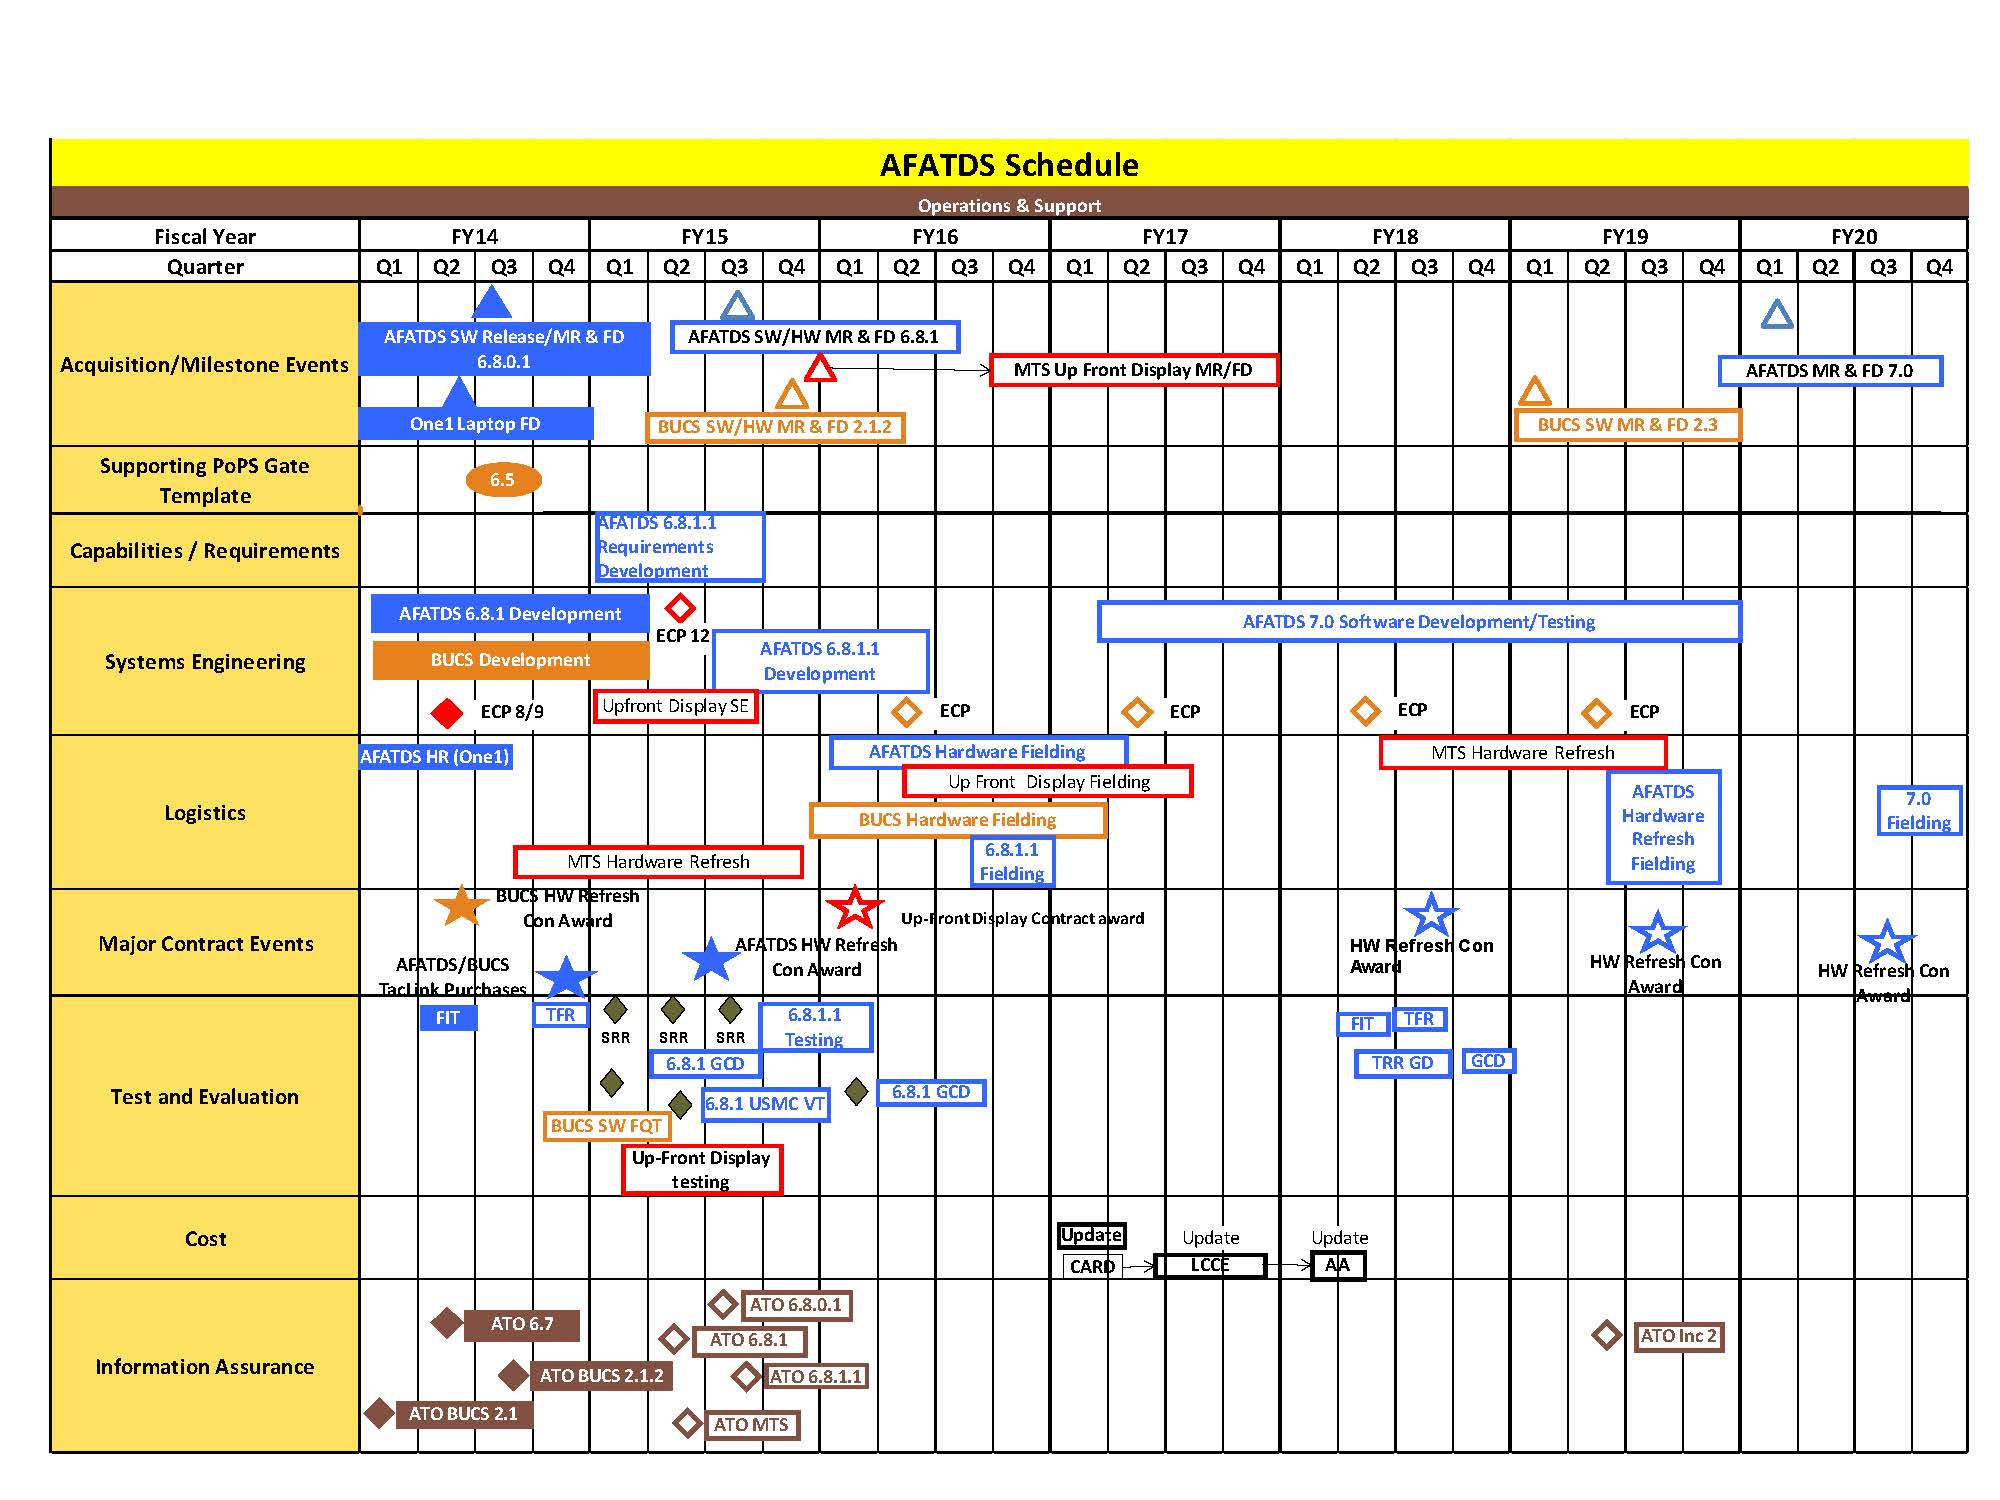 AFATDS Schedule
Operations & Support
Fiscal Year FY14 FY15 FY16 FY17 FY18 FY19 FY20
Quarter Q1 Q2 Q3 Q4 Q1 Q2 Q3 Q4 Q1 Q2 Q3 Q4 Q1 Q2 Q3 Q4 Q1 Q2 Q3 Q4 Q1 Q2 Q3 Q4 Q1 Q2 Q3 Q4
Acquisition/Milestone Events
AFATDS SW Release/MR & FD
6.8.0.1
AFATDS SW/HW MR & FD 6.8.1
MTS Up Front Display MR/FD
AFATDS MR & FD 7.0
One1 Laptop FD
BUCS SW/HW MR & FD 2.1.2
BUCS SW MR & FD 2.3
Supporting PoPS Gate
Template
6.5
Capabilities / Requirements
AFATDS 6.8.1.1
Requirements
Development
Systems Engineering
AFATDS 6.8.1 Development
ECP 12
AFATDS 7.0 Software Development/Testing
BUCS Development
AFATDS 6.8.1.1
Development
ECP 8/9
Upfront Display SE
ECP
ECP
ECP
ECP
Logistics
AFATDS HR (One1)
AFATDS Hardware Fielding
MTS Hardware Refresh
Up Front Display Fielding
AFATDS
Hardware
Refresh
Fielding
7.0
Fielding
BUCS Hardware Fielding
6.8.1.1
Fielding
MTS Hardware Refresh
Major Contract Events
BUCS HW Refresh
Con Award
Up-Front Display Contract award
AFATDS/BUCS
TacLink Purchases
AFATDS HW Refresh
Con Award
HW Refresh Con
Award
HW Refresh Con
Award
HW Refresh Con
Award
Test and Evaluation
FIT
TFR
SRR
SRR
SRR
6.8.1.1
Testing
FIT
TFR
6.8.1 GCD
TRR GD
GCD
6.8.1 USMC VT
6.8.1 GCD
BUCS SW FQT
Up-Front Display
testing
Cost
Update
Update
Update
CARD
LCCE
AA
Information Assurance
ATO 6.8.0.1
ATO 6.7
ATO 6.8.1
ATO Inc 2
ATO BUCS 2.1.2
ATO 6.8.1.1
ATO BUCS 2.1
ATO MTS